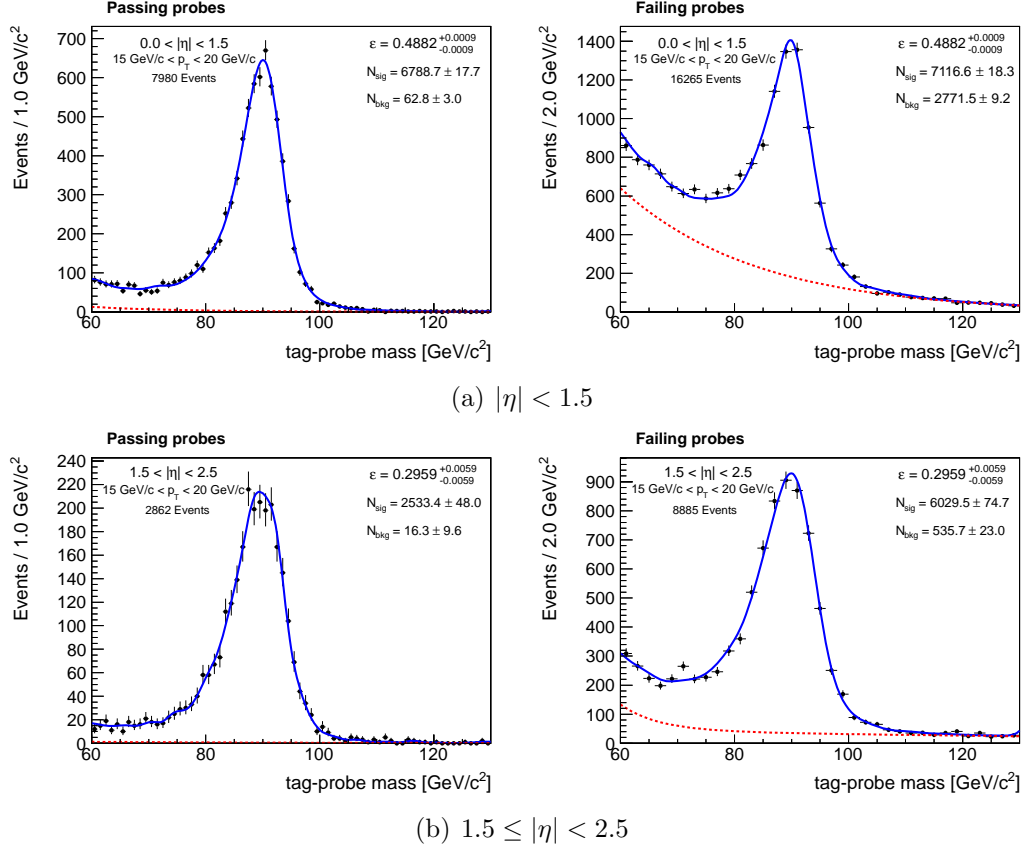 Passing probes
Events / 1.0 GeV/c²
700
600
500
400
300
200
100
0
0.0 < |η| < 1.5
15 GeV/c < p_T < 20 GeV/c
7980 Events
ε = 0.4882 +0.0009 -0.0009
N_sig = 6788.7 ± 17.7
N_bkg = 62.8 ± 3.0
60 80 100 120
tag-probe mass [GeV/c²]
Failing probes
Events / 2.0 GeV/c²
1400
1200
1000
800
600
400
200
0
0.0 < |η| < 1.5
15 GeV/c < p_T < 20 GeV/c
16265 Events
ε = 0.4882 +0.0009 -0.0009
N_sig = 7116.6 ± 18.3
N_bkg = 2771.5 ± 9.2
60 80 100 120
tag-probe mass [GeV/c²]
(a) |η| < 1.5
Passing probes
Events / 1.0 GeV/c²
240
220
200
180
160
140
120
100
80
60
40
20
0
1.5 < |η| < 2.5
15 GeV/c < p_T < 20 GeV/c
2862 Events
ε = 0.2959 +0.0059 -0.0059
N_sig = 2533.4 ± 48.0
N_bkg = 16.3 ± 9.6
60 80 100 120
tag-probe mass [GeV/c²]
Failing probes
Events / 2.0 GeV/c²
900
800
700
600
500
400
300
200
100
0
1.5 < |η| < 2.5
15 GeV/c < p_T < 20 GeV/c
8885 Events
ε = 0.2959 +0.0059 -0.0059
N_sig = 6029.5 ± 74.7
N_bkg = 535.7 ± 23.0
60 80 100 120
tag-probe mass [GeV/c²]
(b) 1.5 ≤ |η| < 2.5